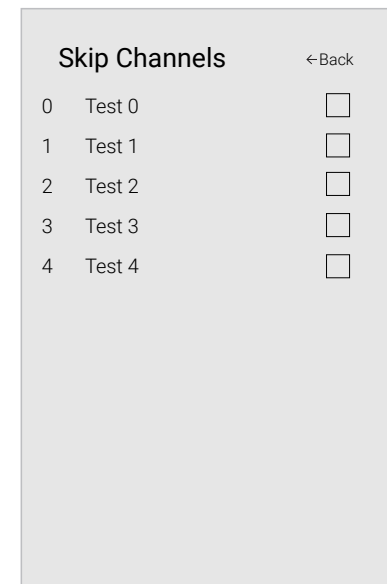 Skip Channels ←Back
0 Test 0
1 Test 1
2 Test 2
3 Test 3
4 Test 4